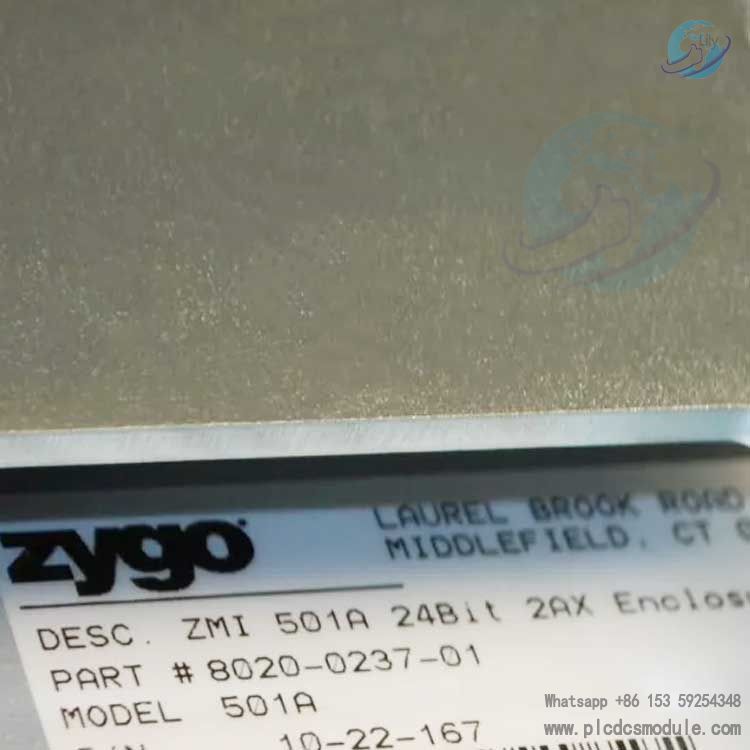 Lily
zygo
LAUREL BROOK ROAD
MIDDLEFIELD, CT
DESC. ZMI 501A 24Bit 2AX Enclos
PART # 8020-0237-01
MODEL 501A
10-22-167
Whatsapp +86 153 59254348
www.plcdcsmodule.com